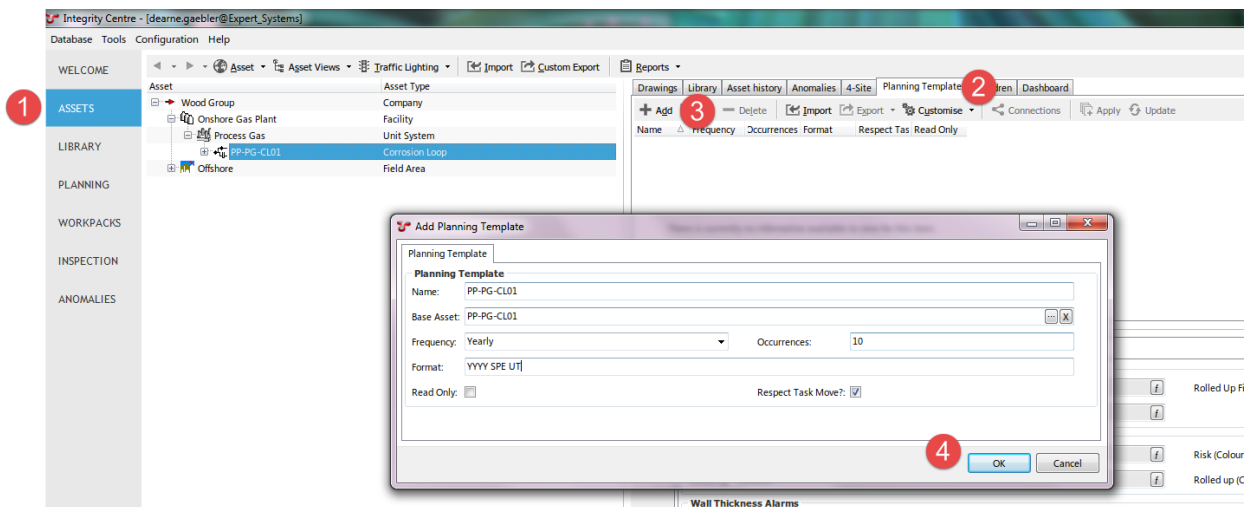 Integrity Centre - [dearne.gaebler@Expert_Systems]
Database Tools Configuration Help
WELCOME
ASSETS
LIBRARY
PLANNING
WORKPACKS
INSPECTION
ANOMALIES
1
Asset Asset Views Traffic Lighting Import Custom Export Reports
Asset Asset Type
Wood Group Company
Onshore Gas Plant Facility
Process Gas Unit System
PP-PG-CL01 Corrosion Loop
Offshore Field Area
Drawings Library Asset history Anomalies 4-Site Planning Template 2 dren Dashboard
Add 3 Delete Import Export Customise Connections Apply Update
Name Frequency Occurrences Format Respect Tas Read Only
Add Planning Template
Planning Template
Planning Template
Name: PP-PG-CL01
Base Asset: PP-PG-CL01 ... X
Frequency: Yearly Occurrences: 10
Format: YYYY SPE UT
Read Only: Respect Task Move?:
4
OK Cancel
f Rolled Up Fi
f
f Risk (Colour
f Rolled up (C
Wall Thickness Alarms